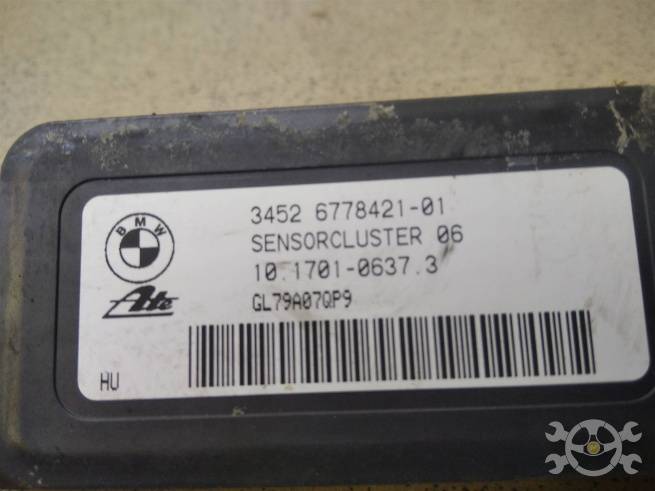 BMW
3452 6778421-01
SENSORCLUSTER 06
Ate
10.1701-0637.3
GL79A07QP9
HU